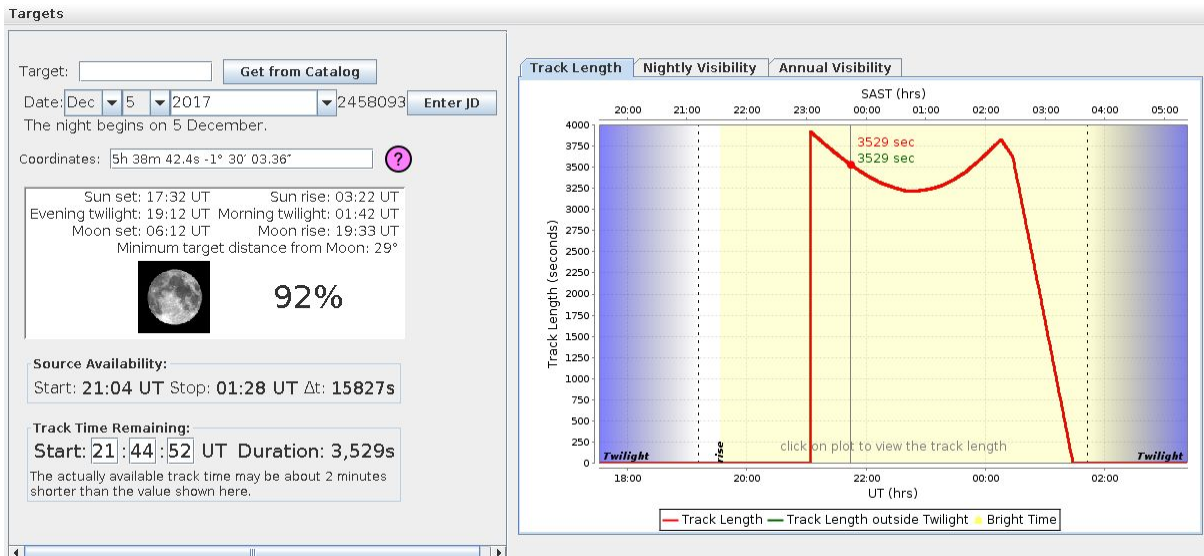 Targets
Target: Get from Catalog
Date: Dec 5 2017 2458093 Enter JD
The night begins on 5 December.
Coordinates: 5h 38m 42.4s -1° 30' 03.36" ?
Sun set: 17:32 UT Sun rise: 03:22 UT
Evening twilight: 19:12 UT Morning twilight: 01:42 UT
Moon set: 06:12 UT Moon rise: 19:33 UT
Minimum target distance from Moon: 29°
92%
Source Availability:
Start: 21:04 UT Stop: 01:28 UT Δt: 15827s
Track Time Remaining:
Start: 21 : 44 : 52 UT Duration: 3,529s
The actually available track time may be about 2 minutes
shorter than the value shown here.
Track Length Nightly Visibility Annual Visibility
SAST (hrs)
20:00 21:00 22:00 23:00 00:00 01:00 02:00 03:00 04:00 05:00
Track Length (seconds)
4000
3750
3500
3250
3000
2750
2500
2250
2000
1750
1500
1250
1000
750
500
250
0
3529 sec
3529 sec
click on plot to view the track length
Twilight
rise
Twilight
18:00 20:00 22:00 00:00 02:00
UT (hrs)
Track Length Track Length outside Twilight Bright Time